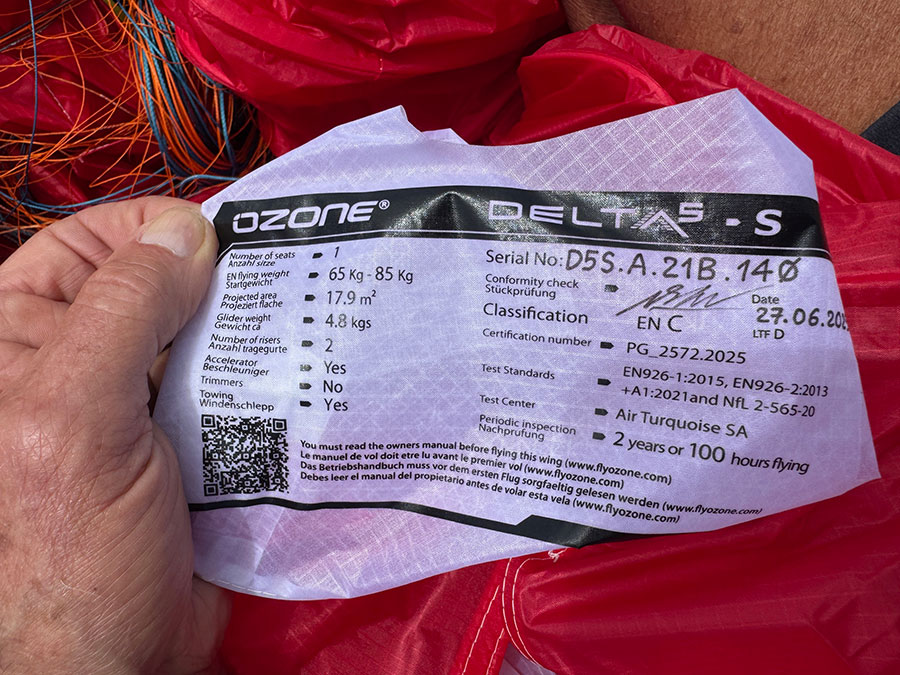 OZONE® DELTA5 - S
Number of seats 1
Anzahl sitze
EN flying weight 65 Kg - 85 Kg
Startgewicht
Projected area 17.9 m²
Projeziert flache
Glider weight 4.8 kgs
Gewicht ca
Number of risers 2
Anzahl tragegurte
Accelerator Yes
Beschleuniger
Trimmers No
Towing Yes
Windenschlepp
Serial No: D5S.A.21B.14Ø
Conformity check
Stückprüfung
Date
27.06.202
Classification EN C
LTF D
Certification number PG_2572.2025
Test Standards EN926-1:2015, EN926-2:2013
+A1:2021and NfL 2-565-20
Test Center Air Turquoise SA
Periodic inspection 2 years or 100 hours flying
Nachprufung
You must read the owners manual before flying this wing (www.flyozone.com)
Le manuel de vol doit etre lu avant le premier vol (www.flyozone.com)
Das Betriebshandbuch muss vor dem ersten Flug sorgfaeltig gelesen werden (www.flyozone.com)
Debes leer el manual del propietario antes de volar esta vela (www.flyozone.com)